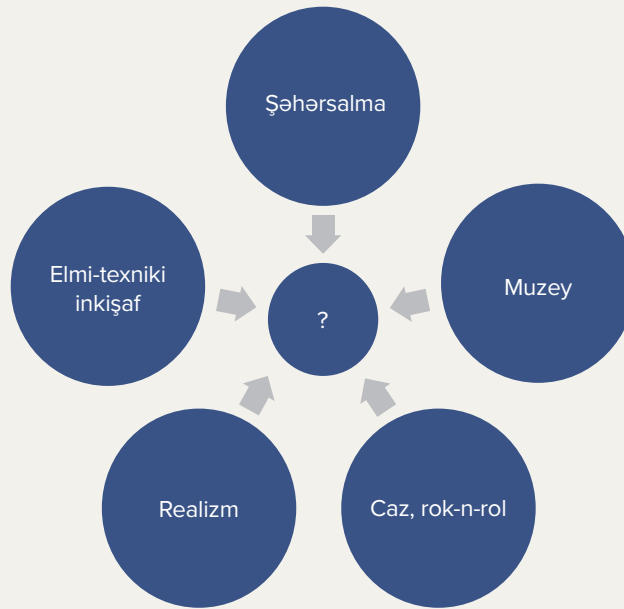 Şəhərsalma
Elmi-texniki
inkişaf
Muzey
?
Realizm
Caz, rok-n-rol